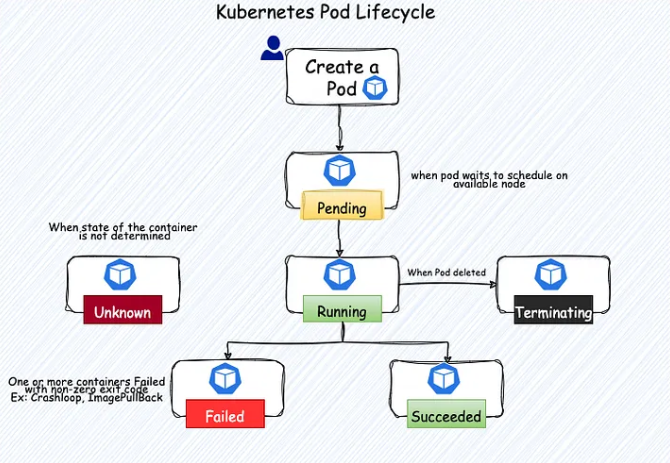 Kubernetes Pod Lifecycle
Create a
Pod
when pod waits to schedule on
available node
Pending
When state of the container
is not determined
Unknown
Running
When Pod deleted
Terminating
One or more containers Failed
with non-zero exit code
Ex: Crashloop, ImagePullBack
Failed
Succeeded